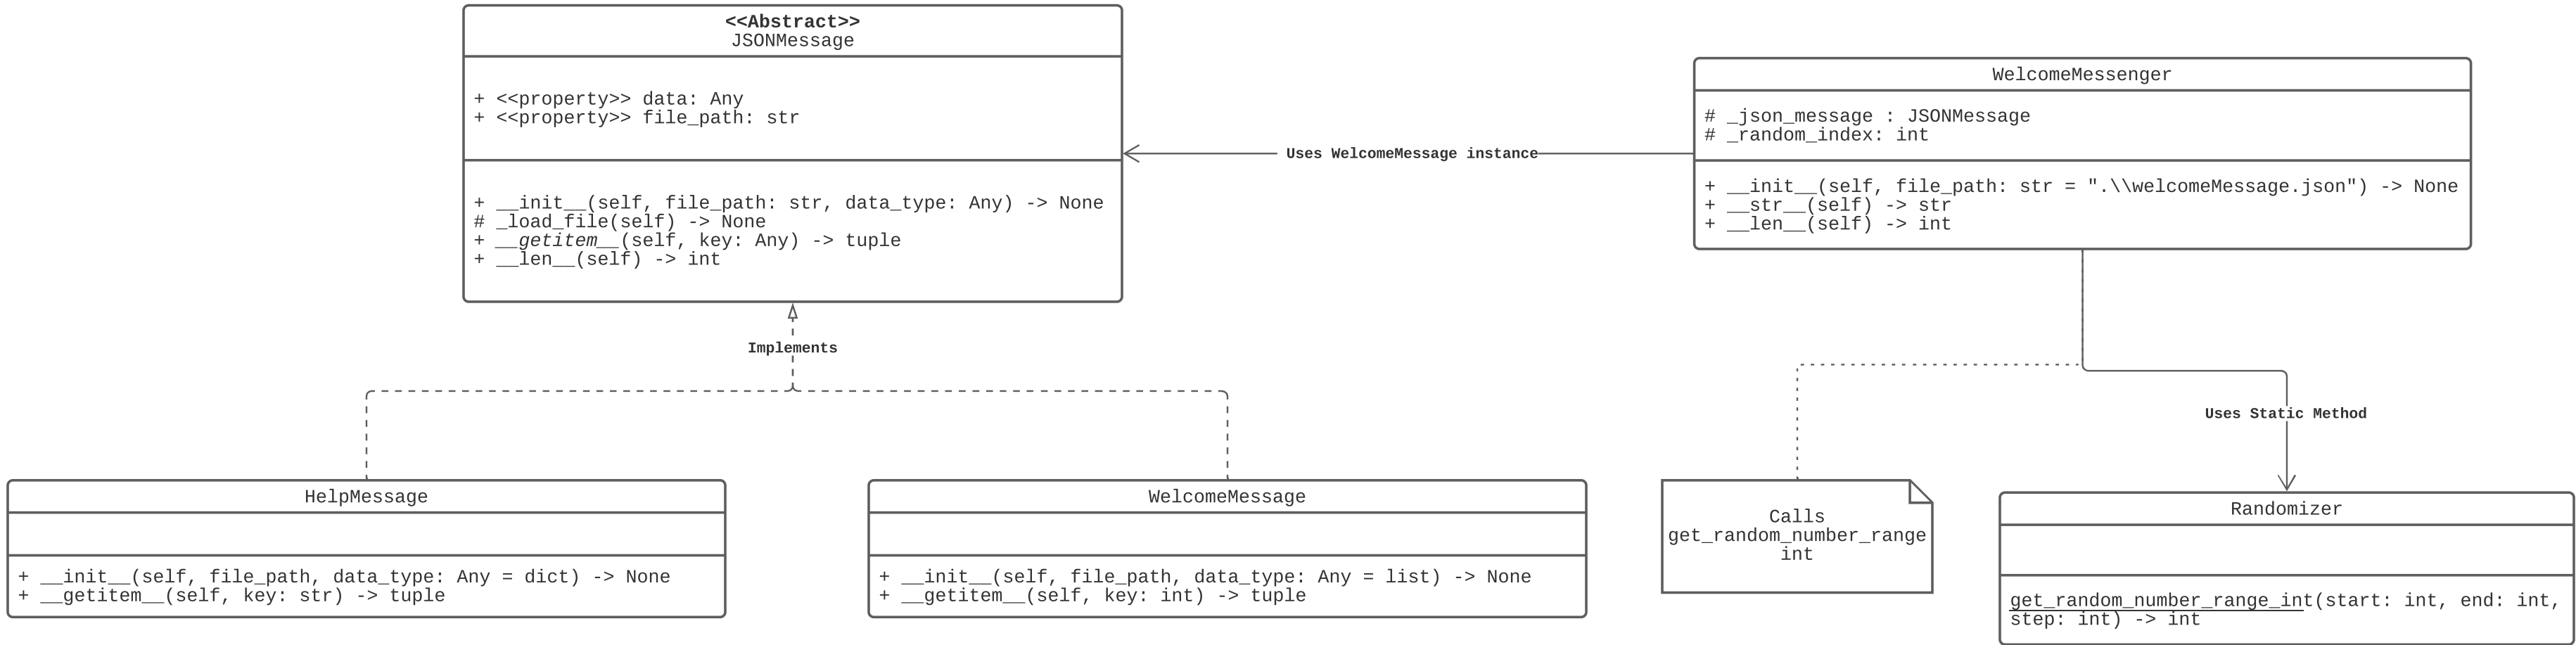 <<Abstract>>
JSONMessage
+ <<property>> data: Any
+ <<property>> file_path: str
+ __init__(self, file_path: str, data_type: Any) -> None
# _load_file(self) -> None
+ __getitem__(self, key: Any) -> tuple
+ __len__(self) -> int
Uses WelcomeMessage instance
WelcomeMessenger
# _json_message : JSONMessage
# _random_index: int
+ __init__(self, file_path: str = ".\\welcomeMessage.json") -> None
+ __str__(self) -> str
+ __len__(self) -> int
Implements
Uses Static Method
HelpMessage
+ __init__(self, file_path, data_type: Any = dict) -> None
+ __getitem__(self, key: str) -> tuple
WelcomeMessage
+ __init__(self, file_path, data_type: Any = list) -> None
+ __getitem__(self, key: int) -> tuple
Calls
get_random_number_range
int
Randomizer
get_random_number_range_int(start: int, end: int,
step: int) -> int